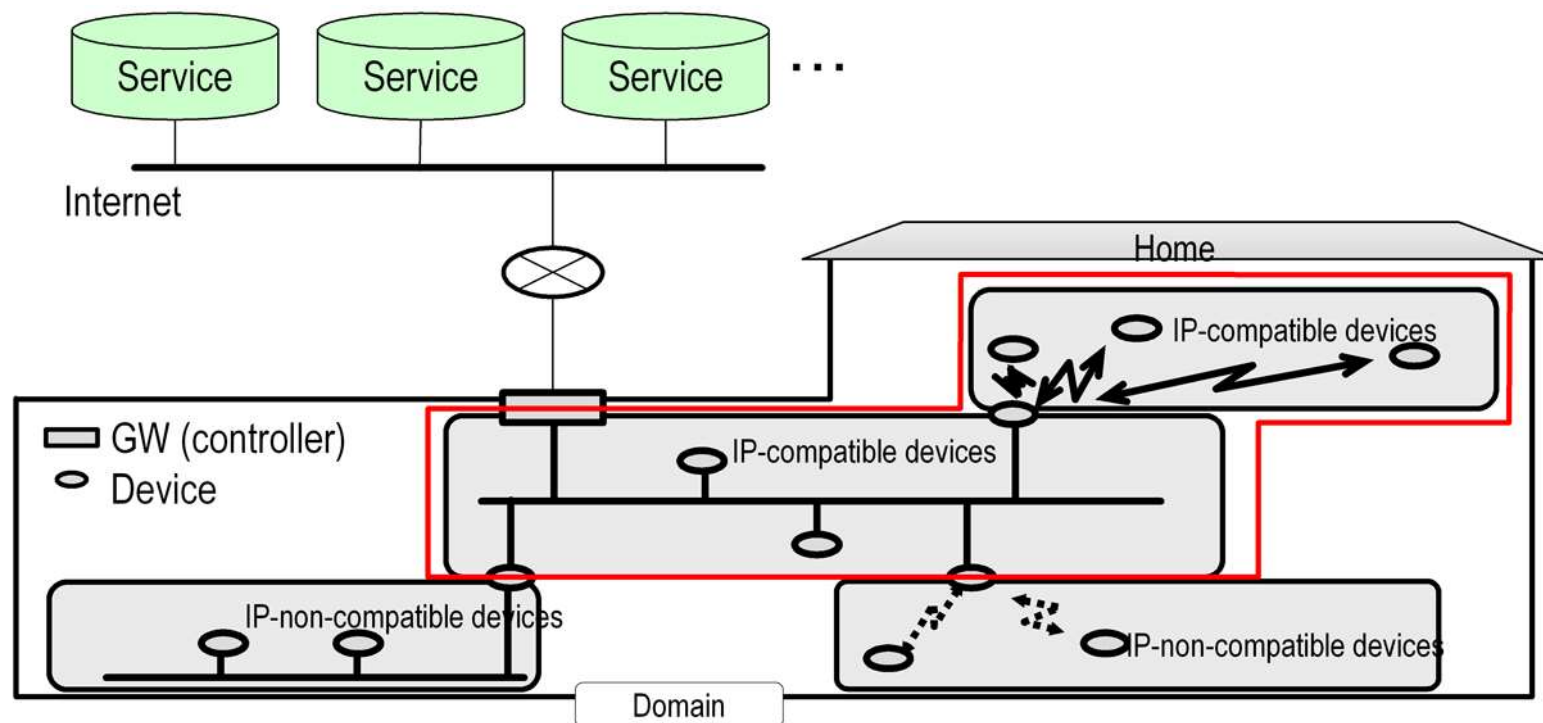 Service
Service
Service
...
Internet
Home
IP-compatible devices
GW (controller)
IP-compatible devices
Device
IP-non-compatible devices
IP-non-compatible devices
Domain